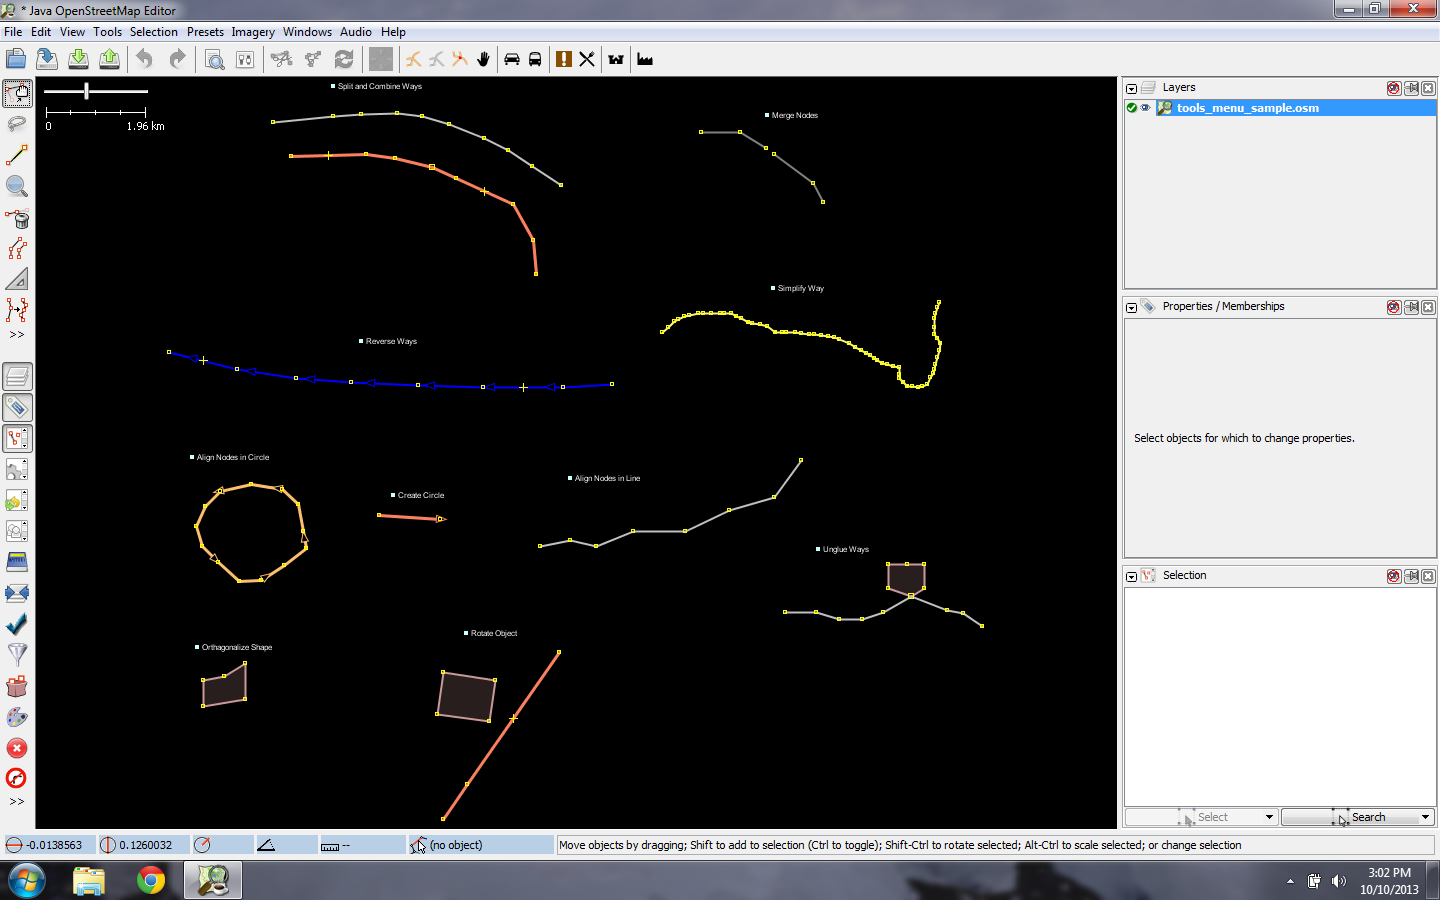 * Java OpenStreetMap Editor
File Edit View Tools Selection Presets Imagery Windows Audio Help
0 1.96 km
Split and Combine Ways
Merge Nodes
Simplify Way
Reverse Ways
Align Nodes in Circle
Create Circle
Align Nodes in Line
Unglue Ways
Rotate Object
Orthagonalize Shape
>>
>>
Layers
tools_menu_sample.osm
Properties / Memberships
Select objects for which to change properties.
Selection
Select Search
-0.0138563 0.1260032 -- (no object) Move objects by dragging; Shift to add to selection (Ctrl to toggle); Shift-Ctrl to rotate selected; Alt-Ctrl to scale selected; or change selection
3:02 PM
10/10/2013